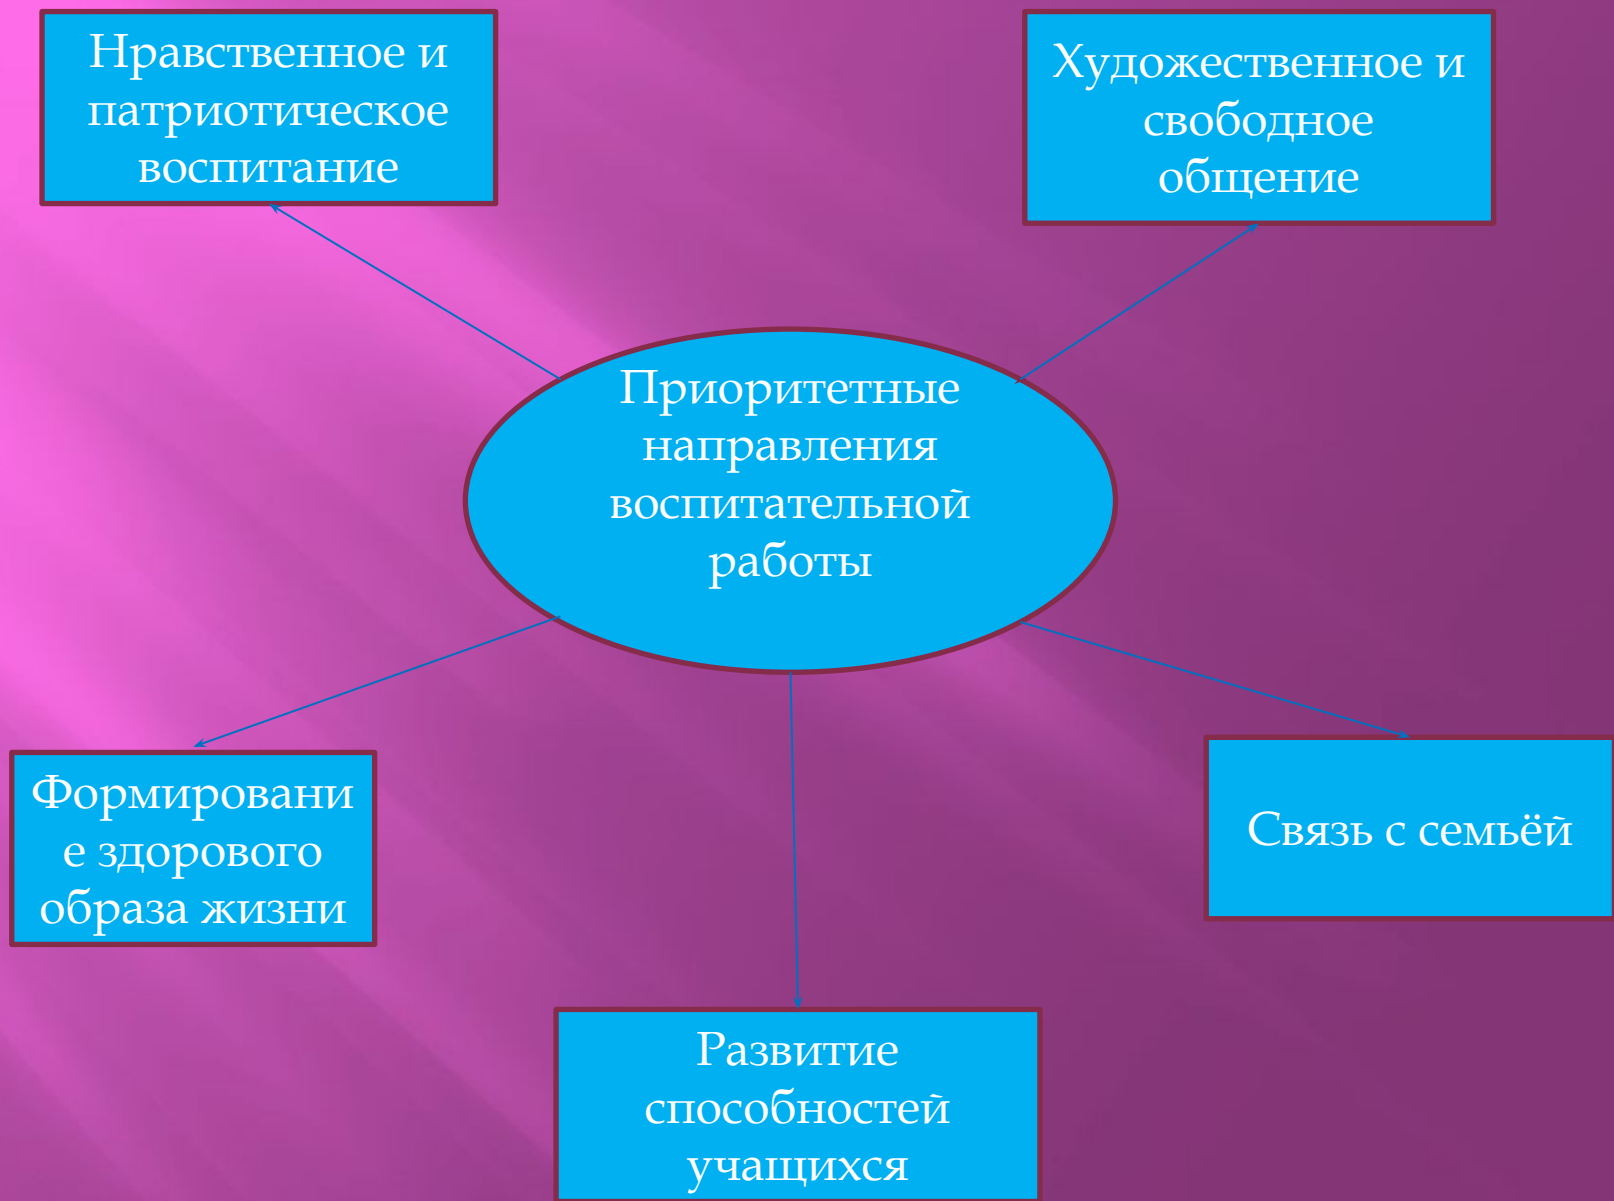 Нравственное и
патриотическое
воспитание
Художественное и
свободное
общение
Приоритетные
направления
воспитательной
работы
Формировани
е здорового
образа жизни
Связь с семьёй
Развитие
способностей
учащихся